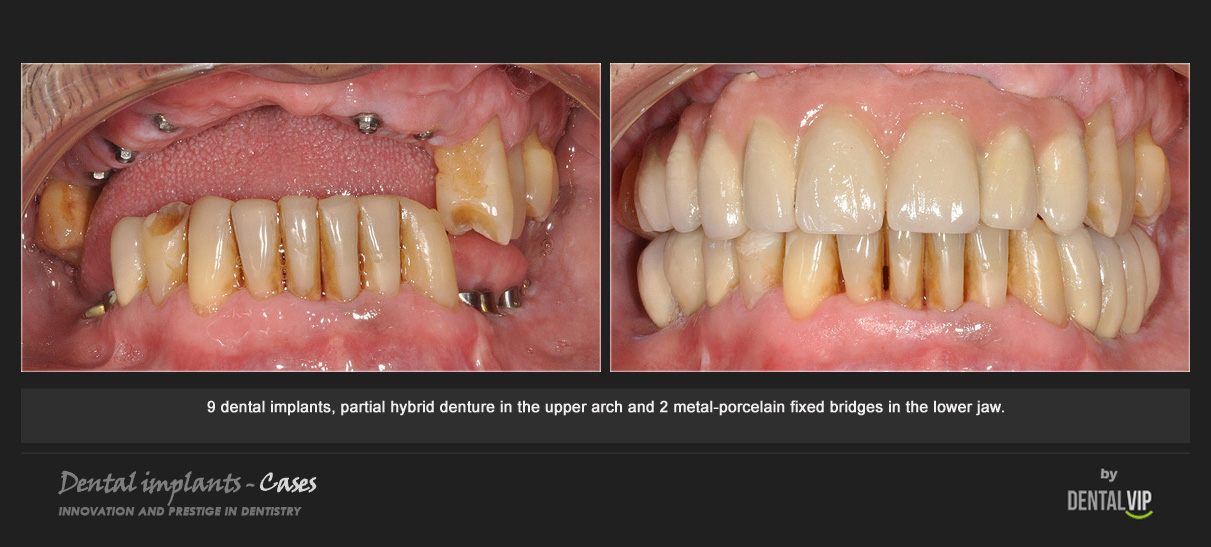 9 dental implants, partial hybrid denture in the upper arch and 2 metal-porcelain fixed bridges in the lower jaw.
Dental implants - Cases
INNOVATION AND PRESTIGE IN DENTISTRY
by
DENTALVIP